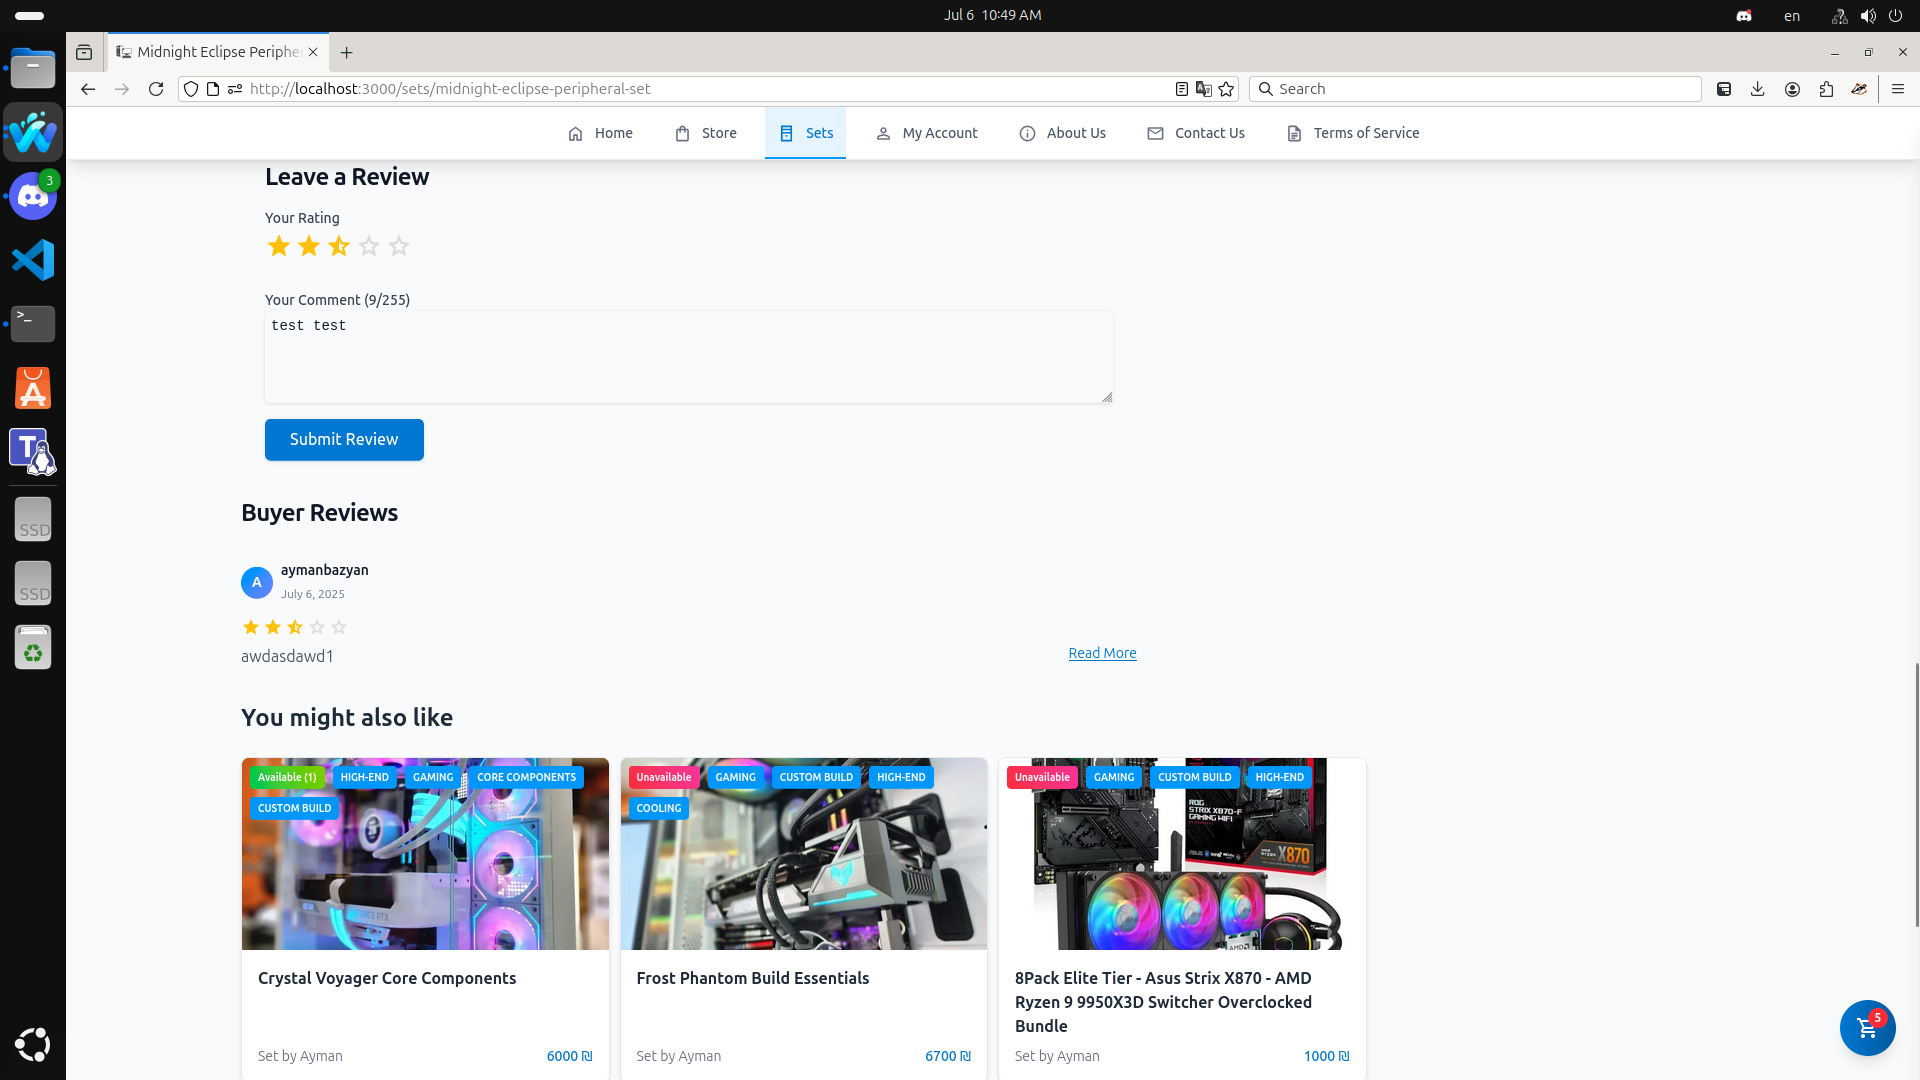 Jul 6 10:49 AM
en
Midnight Eclipse Periphe
http://localhost:3000/sets/midnight-eclipse-peripheral-set
Search
Home
Store
Sets
My Account
About Us
Contact Us
Terms of Service
3
>_
A
T
SSD
SSD
Leave a Review
Your Rating
Your Comment (9/255)
test test
Submit Review
Buyer Reviews
A
aymanbazyan
July 6, 2025
awdasdawd1
Read More
You might also like
Available (1)
HIGH-END
GAMING
CORE COMPONENTS
CUSTOM BUILD
Crystal Voyager Core Components
Set by Ayman
6000 ₪
Unavailable
GAMING
CUSTOM BUILD
HIGH-END
COOLING
Frost Phantom Build Essentials
Set by Ayman
6700 ₪
Unavailable
GAMING
CUSTOM BUILD
HIGH-END
ROG
STRIX X870-F
GAMING WIFI
X870
8Pack Elite Tier - Asus Strix X870 - AMD
Ryzen 9 9950X3D Switcher Overclocked
Bundle
Set by Ayman
1000 ₪
5